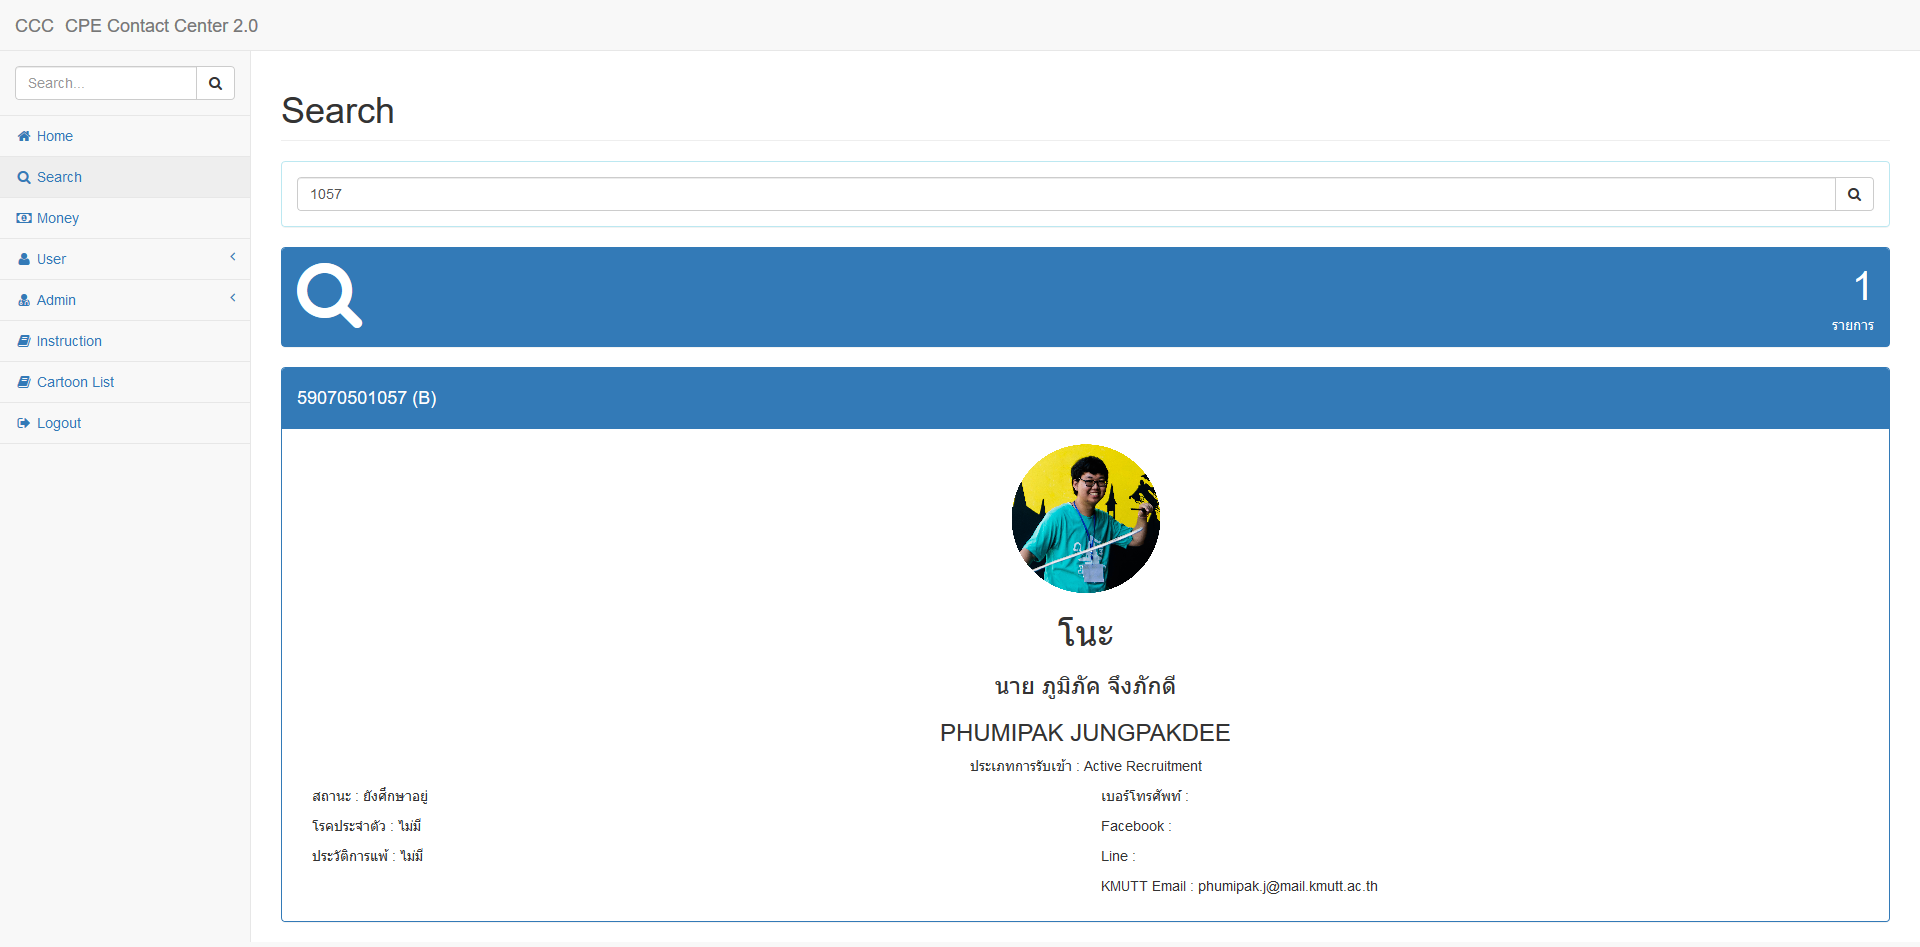 CCC CPE Contact Center 2.0
Search...
Home
Search
Money
User
Admin
Instruction
Cartoon List
Logout
Search
1057
1
รายการ
59070501057 (B)
โนะ
นาย ภูมิภัค จึงภักดี
PHUMIPAK JUNGPAKDEE
ประเภทการรับเข้า : Active Recruitment
สถานะ : ยังศึกษาอยู่
โรคประจำตัว : ไม่มี
ประวัติการแพ้ : ไม่มี
เบอร์โทรศัพท์ :
Facebook :
Line :
KMUTT Email : phumipak.j@mail.kmutt.ac.th